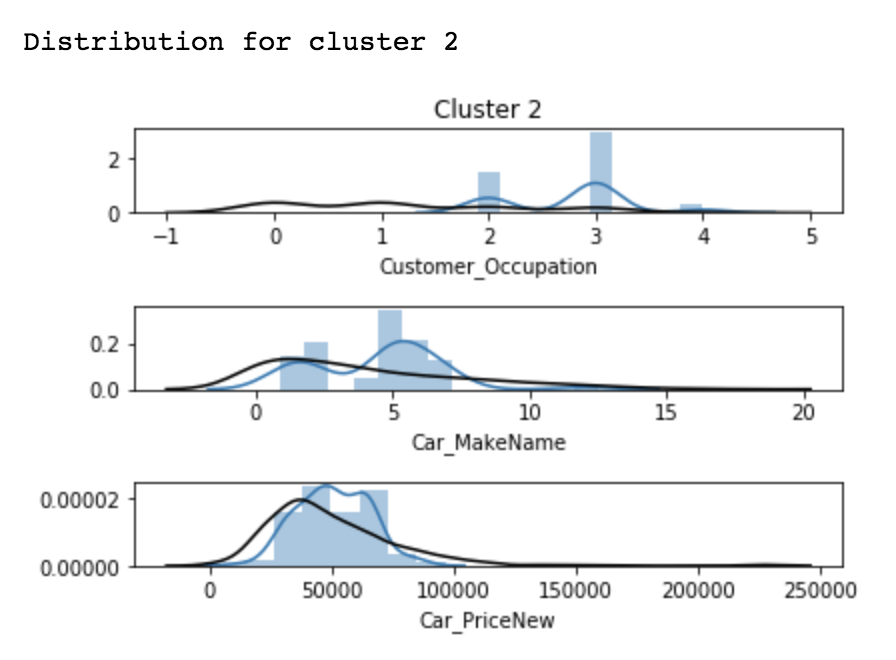 Distribution for cluster 2
Cluster 2
2
0
−1 0 1 2 3 4 5
Customer_Occupation
0.2
0.0
0 5 10 15 20
Car_MakeName
0.00002
0.00000
0 50000 100000 150000 200000 250000
Car_PriceNew